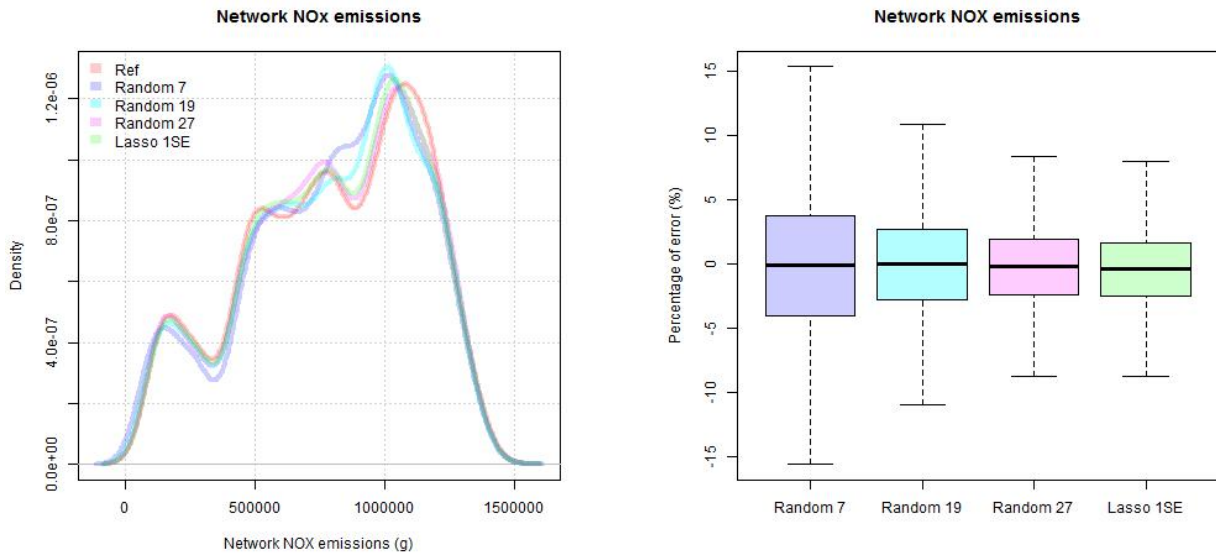 Network NOx emissions
Ref
Random 7
Random 19
Random 27
Lasso 1SE
Density
0.0e+00
4.0e-07
8.0e-07
1.2e-06
0
500000
1000000
1500000
Network NOX emissions (g)
Network NOX emissions
Percentage of error (%)
15
10
5
0
-5
-10
-15
Random 7
Random 19
Random 27
Lasso 1SE